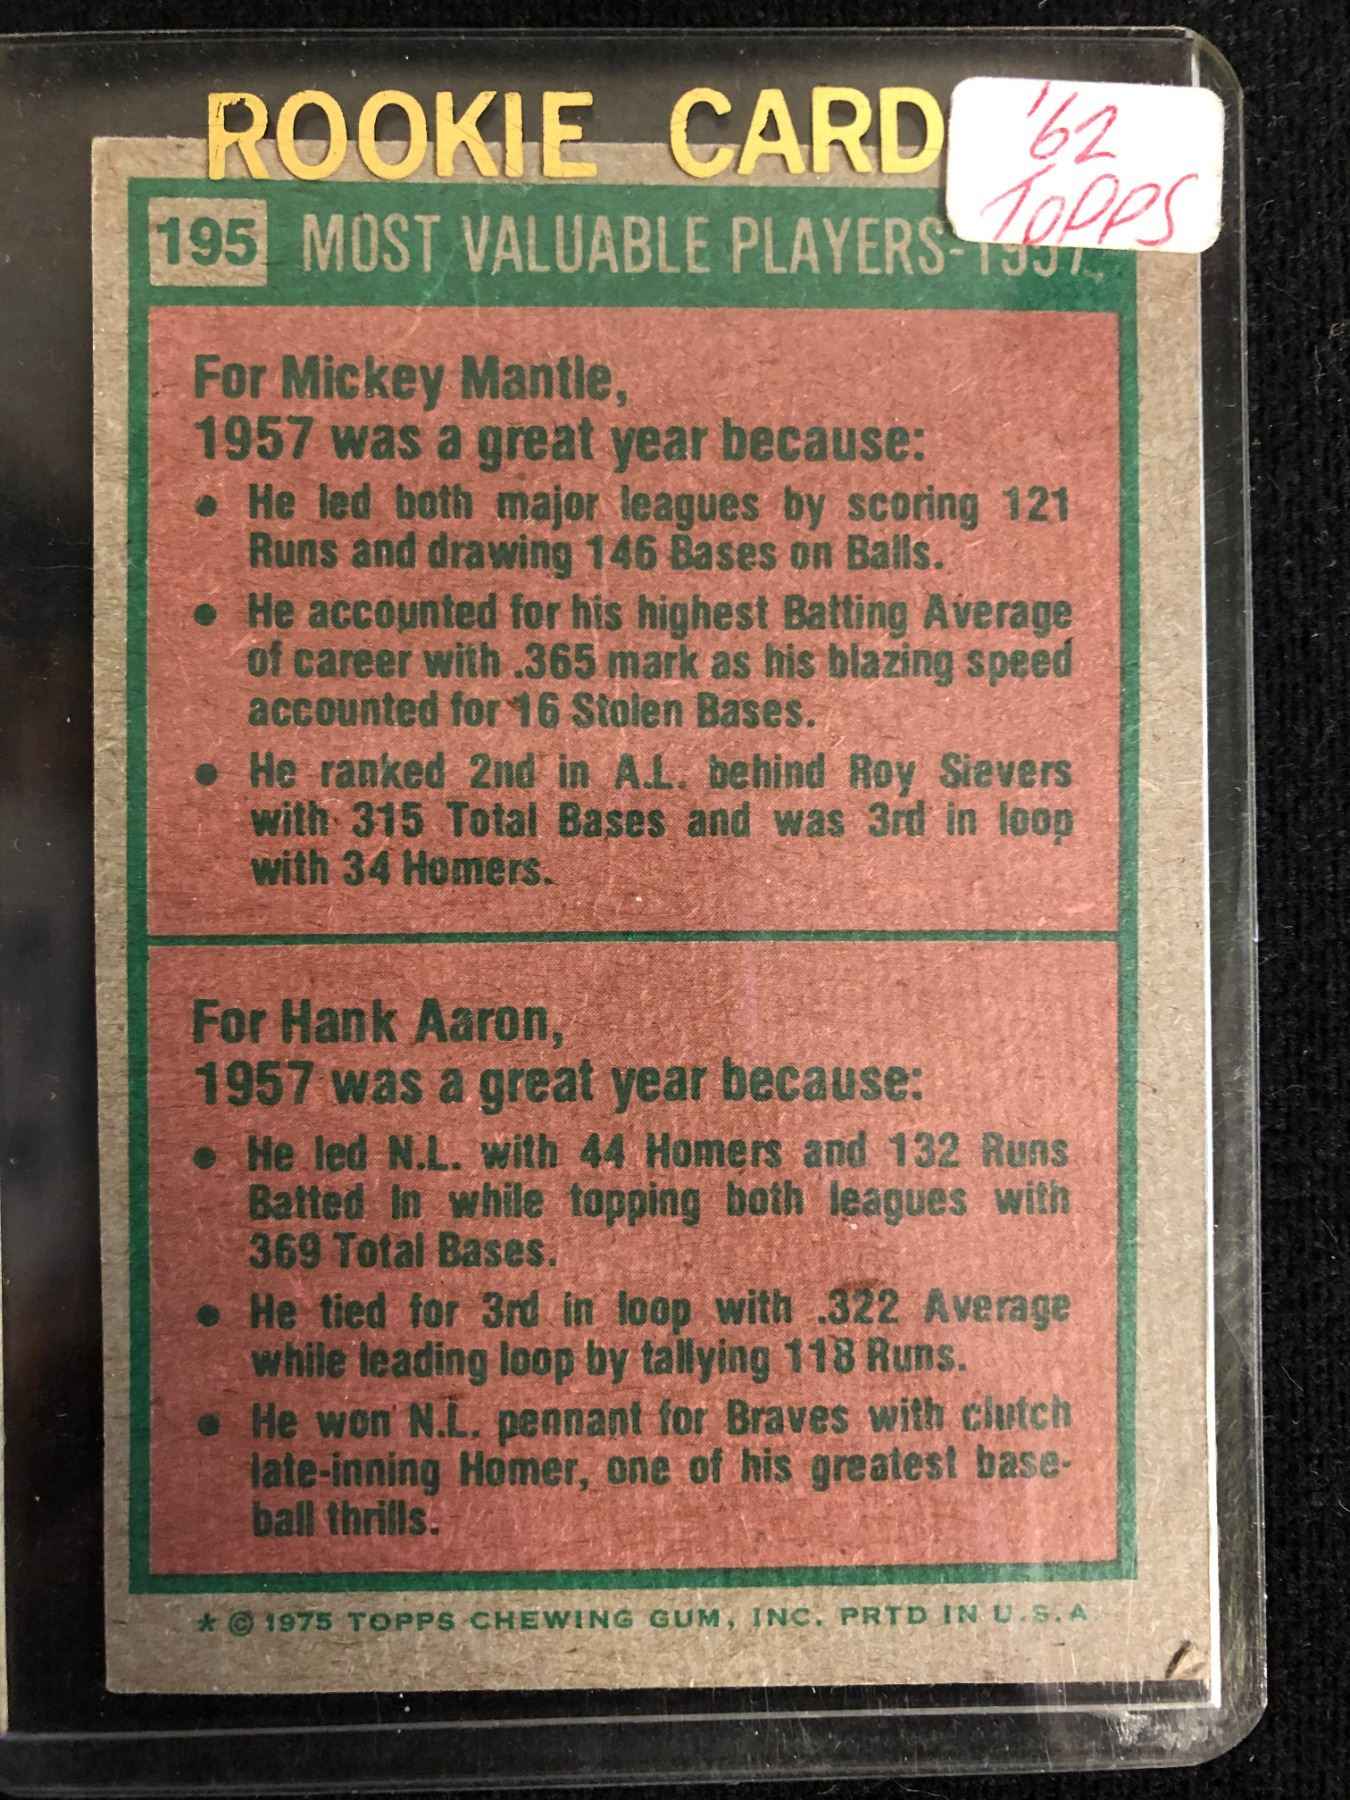 ROOKIE CARD
'62
TOPPS
195 MOST VALUABLE PLAYERS-1957
For Mickey Mantle,
1957 was a great year because:
• He led both major leagues by scoring 121
Runs and drawing 146 Bases on Balls.
• He accounted for his highest Batting Average
of career with .365 mark as his blazing speed
accounted for 16 Stolen Bases.
• He ranked 2nd in A.L. behind Roy Sievers
with 315 Total Bases and was 3rd in loop
with 34 Homers.
For Hank Aaron,
1957 was a great year because:
• He led N.L. with 44 Homers and 132 Runs
Batted In while topping both leagues with
369 Total Bases.
• He tied for 3rd in loop with .322 Average
while leading loop by tallying 118 Runs.
• He won N.L. pennant for Braves with clutch
late-inning Homer, one of his greatest base-
ball thrills.
* © 1975 TOPPS CHEWING GUM, INC. PRTD IN U.S.A.